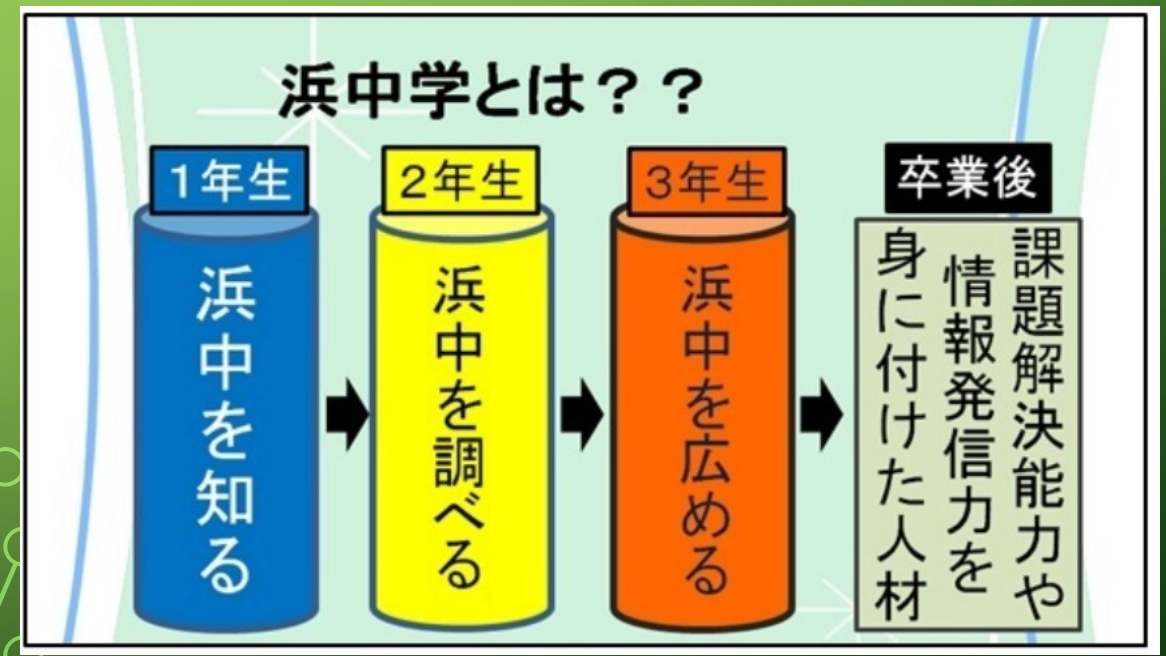 浜中学とは？？
１年生
浜中を知る
２年生
浜中を調べる
３年生
浜中を広める
卒業後
課題解決能力や
情報発信力を
身に付けた人材